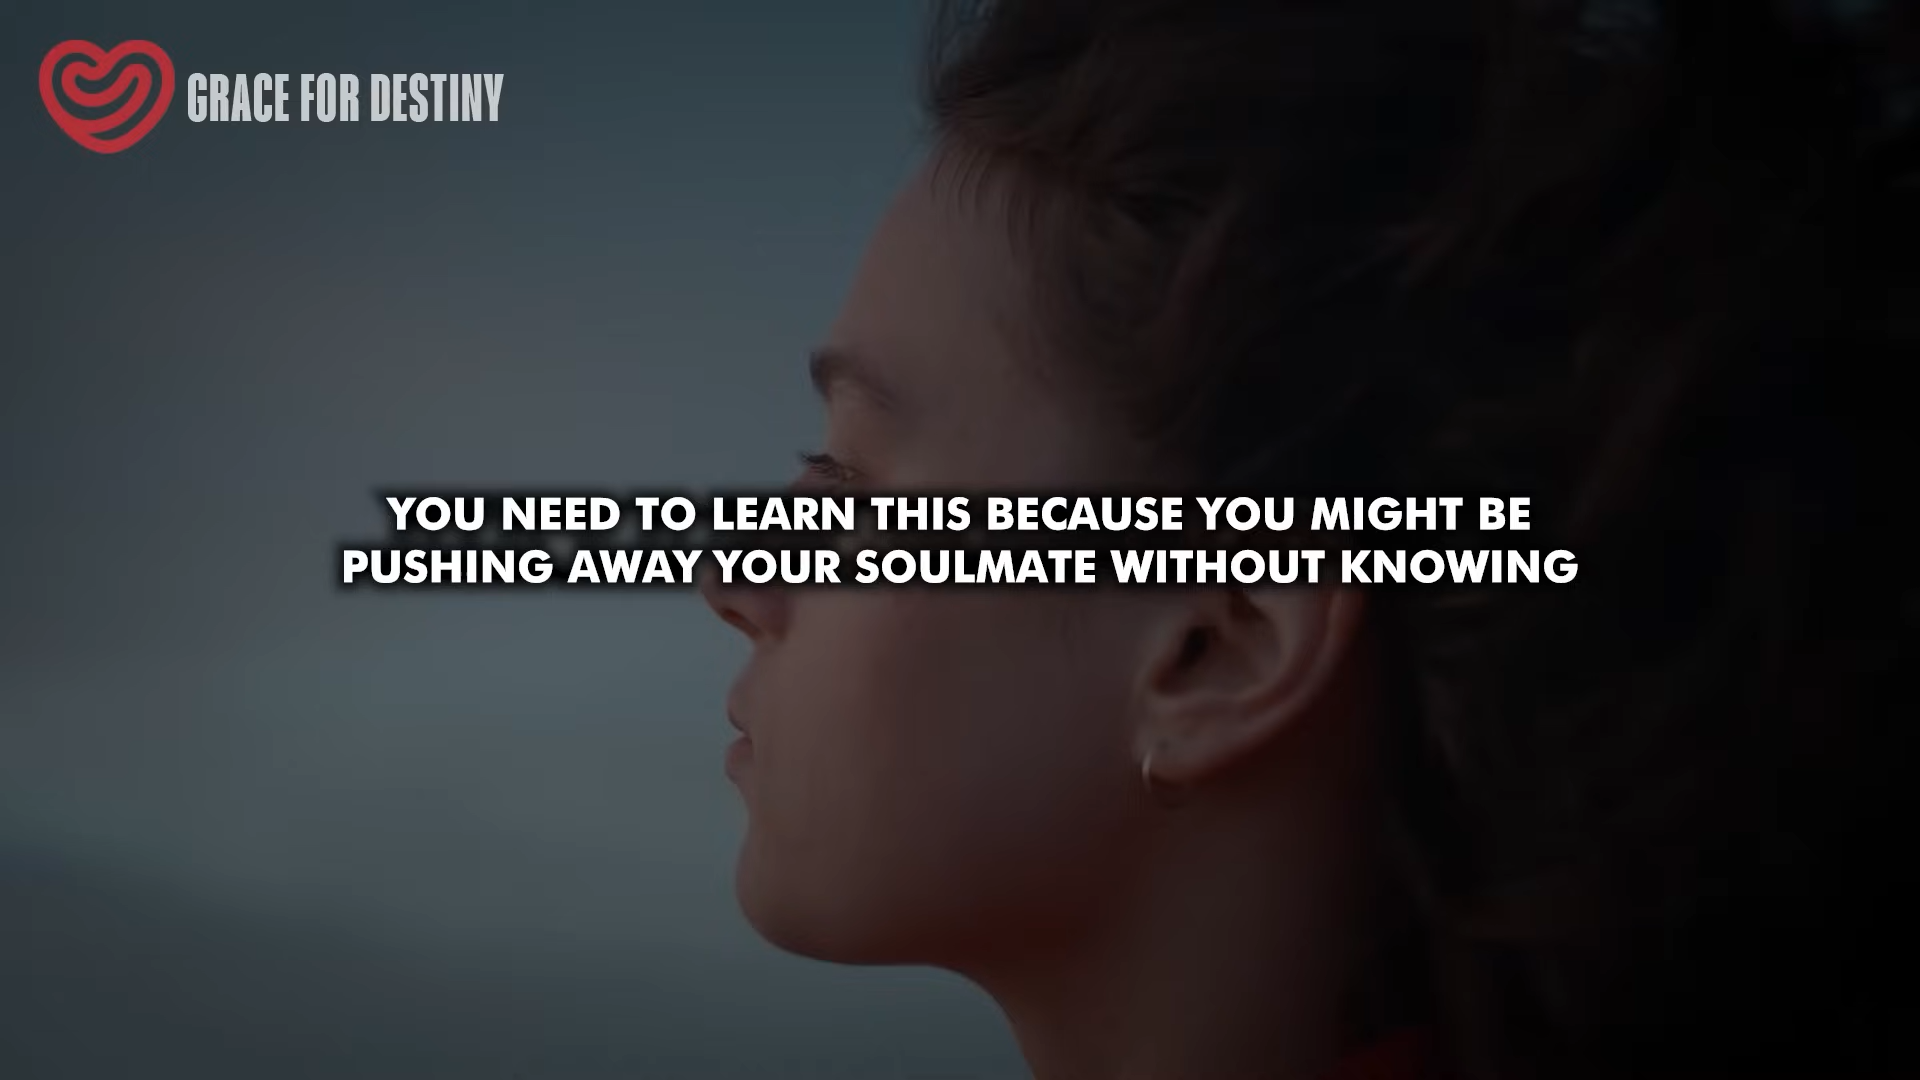 GRACE FOR DESTINY
YOU NEED TO LEARN THIS BECAUSE YOU MIGHT BE
PUSHING AWAY YOUR SOULMATE WITHOUT KNOWING